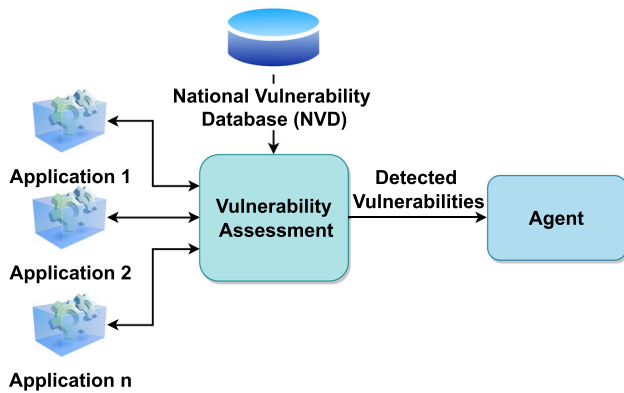 National Vulnerability
Database (NVD)
Application 1
Application 2
Application n
Vulnerability
Assessment
Detected
Vulnerabilities
Agent